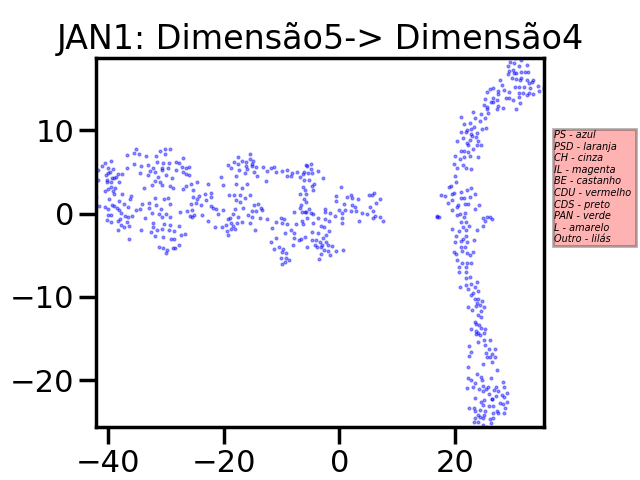 JAN1: Dimensão5-> Dimensão4
10
0
−10
−20
−40
−20
0
20
PS - azul
PSD - laranja
CH - cinza
IL - magenta
BE - castanho
CDU - vermelho
CDS - preto
PAN - verde
L - amarelo
Outro - lilás